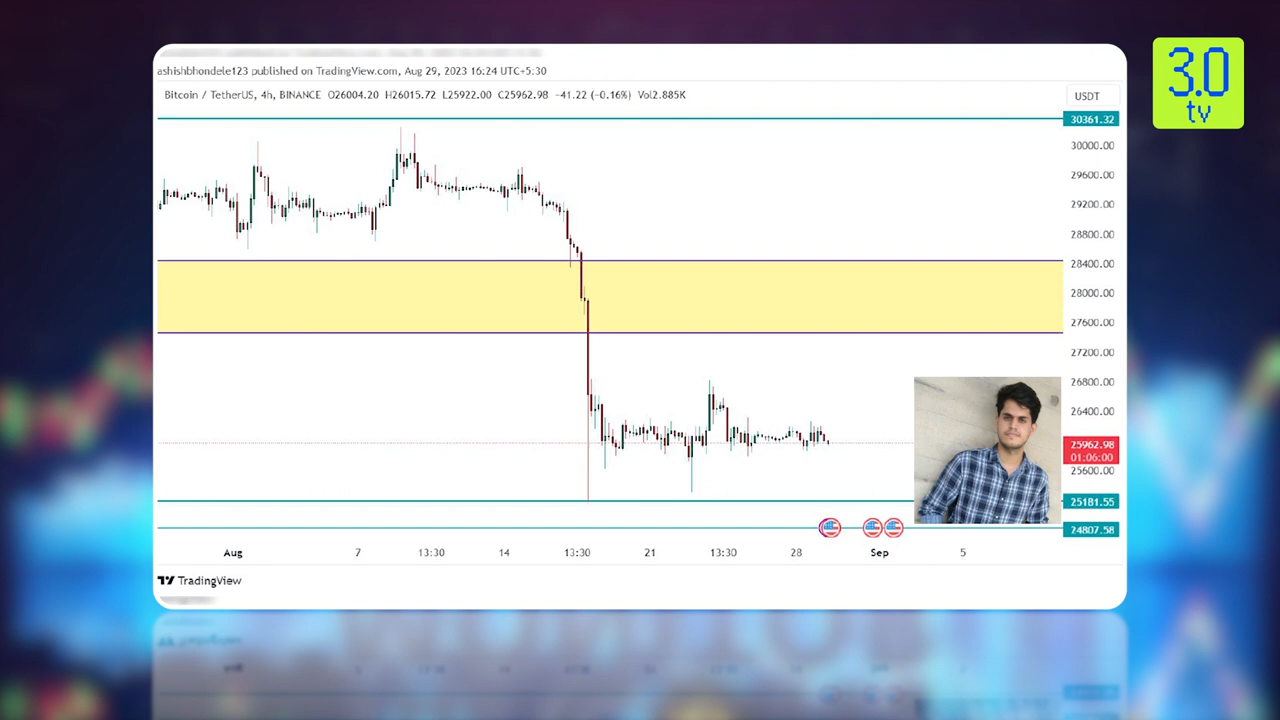 3.0
tv
ashishbhondele123 published on TradingView.com, Aug 29, 2023 16:24 UTC+5:30
Bitcoin / TetherUS, 4h, BINANCE O26004.20 H26015.72 L25922.00 C25962.98 −41.22 (−0.16%) Vol2.885K
USDT
30361.32
30000.00
29600.00
29200.00
28800.00
28400.00
28000.00
27600.00
27200.00
26800.00
26400.00
25962.98
01:06:00
25600.00
25181.55
24807.58
Aug 7 13:30 14 13:30 21 13:30 28 Sep 5
TradingView